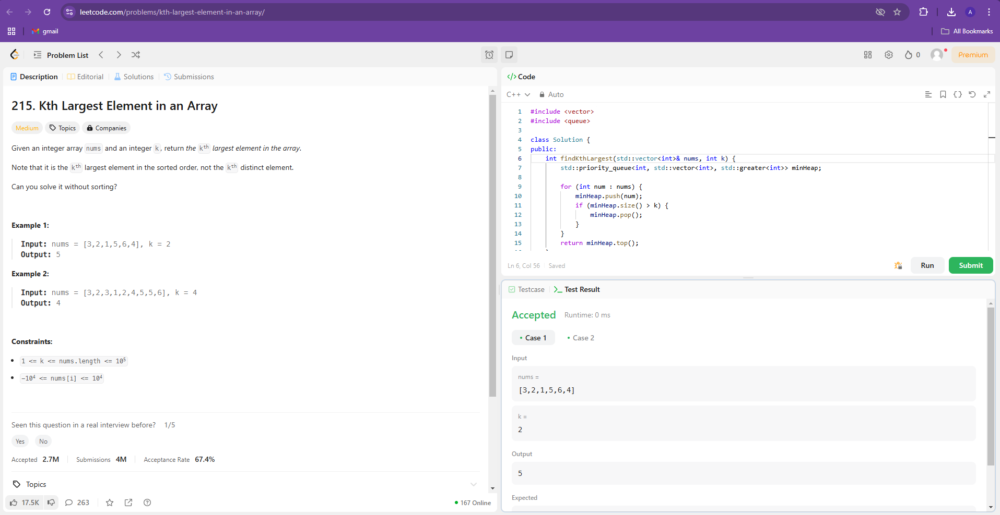 leetcode.com/problems/kth-largest-element-in-an-array/
A
gmail
All Bookmarks
Problem List
0
Premium
Description
Editorial
Solutions
Submissions
215. Kth Largest Element in an Array
Medium
Topics
Companies
Given an integer array nums and an integer k, return the kth largest element in the array.
Note that it is the kth largest element in the sorted order, not the kth distinct element.
Can you solve it without sorting?
Example 1:
Input: nums = [3,2,1,5,6,4], k = 2
Output: 5
Example 2:
Input: nums = [3,2,3,1,2,4,5,5,6], k = 4
Output: 4
Constraints:
• 1 <= k <= nums.length <= 10⁵
• -10⁴ <= nums[i] <= 10⁴
Seen this question in a real interview before? 1/5
Yes No
Accepted 2.7M Submissions 4M Acceptance Rate 67.4%
Topics
17.5K 263 167 Online
</> Code
C++ Auto
1 #include <vector>
2 #include <queue>
3
4 class Solution {
5 public:
6 int findKthLargest(std::vector<int>& nums, int k) {
7 std::priority_queue<int, std::vector<int>, std::greater<int>> minHeap;
8
9 for (int num : nums) {
10 minHeap.push(num);
11 if (minHeap.size() > k) {
12 minHeap.pop();
13 }
14 }
15 return minHeap.top();
Ln 6, Col 56 Saved
Run
Submit
Testcase
>_ Test Result
Accepted Runtime: 0 ms
• Case 1 • Case 2
Input
nums =
[3,2,1,5,6,4]
k =
2
Output
5
Expected